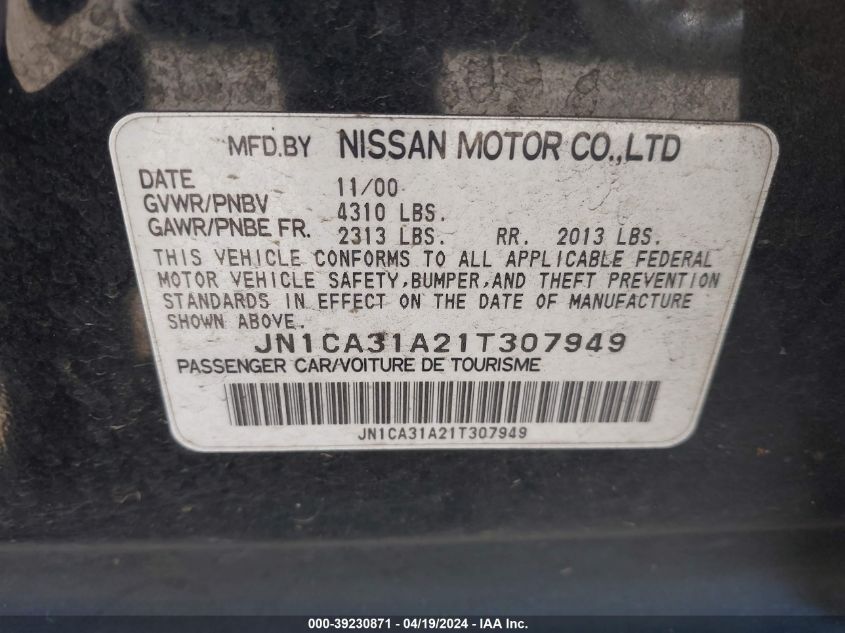 MFD.BY NISSAN MOTOR CO.,LTD
DATE 11/00
GVWR/PNBV 4310 LBS.
GAWR/PNBE FR. 2313 LBS. RR. 2013 LBS.
THIS VEHICLE CONFORMS TO ALL APPLICABLE FEDERAL
MOTOR VEHICLE SAFETY,BUMPER,AND THEFT PREVENTION
STANDARDS IN EFFECT ON THE DATE OF MANUFACTURE
SHOWN ABOVE.
JN1CA31A21T307949
PASSENGER CAR/VOITURE DE TOURISME
JN1CA31A21T307949
000-39230871 - 04/19/2024 - IAA Inc.